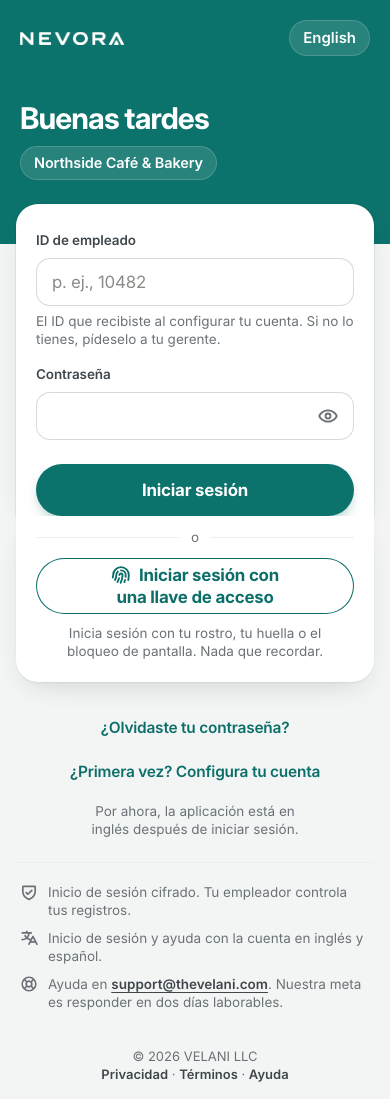 NEVORA
English
Buenas tardes
Northside Café & Bakery
ID de empleado
p. ej., 10482
El ID que recibiste al configurar tu cuenta. Si no lo
tienes, pídeselo a tu gerente.
Contraseña
Iniciar sesión
o
Iniciar sesión con
una llave de acceso
Inicia sesión con tu rostro, tu huella o el
bloqueo de pantalla. Nada que recordar.
¿Olvidaste tu contraseña?
¿Primera vez? Configura tu cuenta
Por ahora, la aplicación está en
inglés después de iniciar sesión.
Inicio de sesión cifrado. Tu empleador controla
tus registros.
Inicio de sesión y ayuda con la cuenta en inglés y
español.
Ayuda en support@thevelani.com. Nuestra meta
es responder en dos días laborables.
© 2026 VELANI LLC
Privacidad · Términos · Ayuda